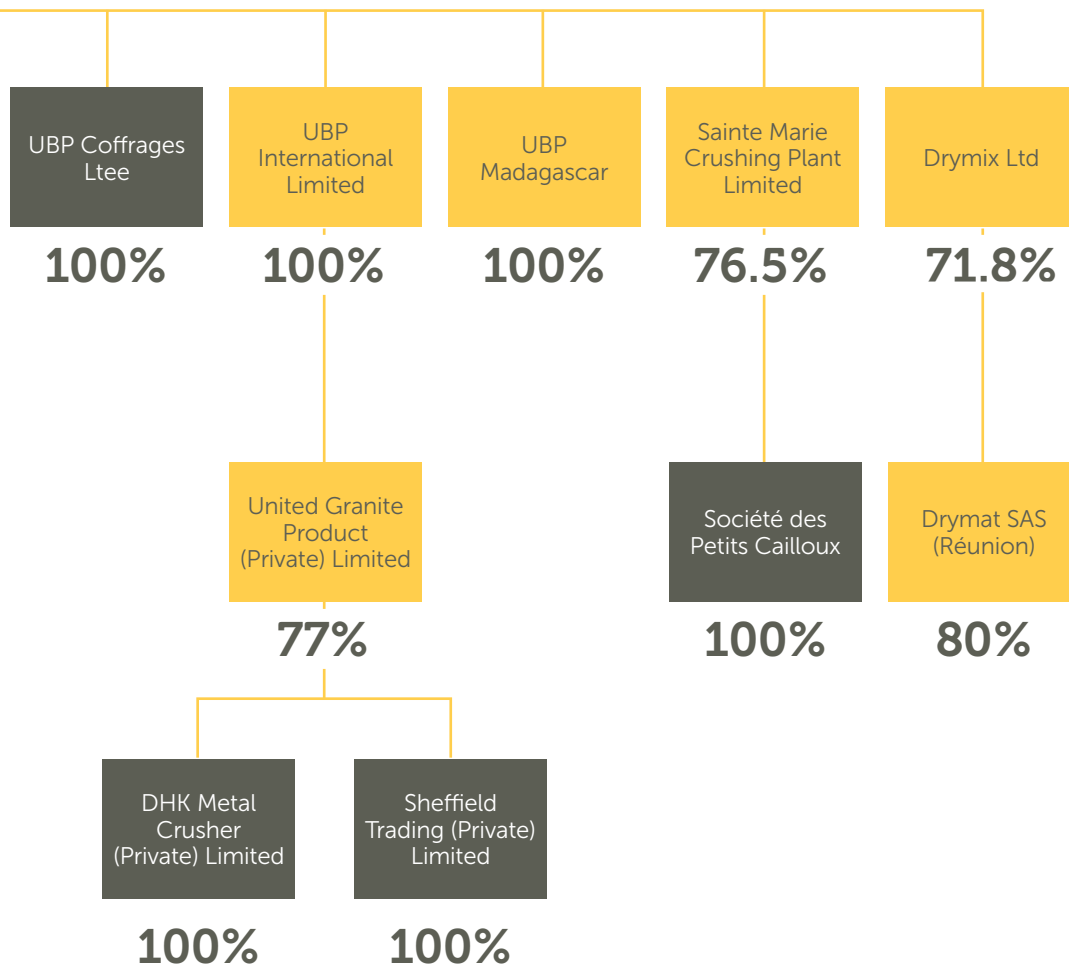 UBP Coffrages
Ltee
100%
UBP
International
Limited
100%
UBP
Madagascar
100%
Sainte Marie
Crushing Plant
Limited
76.5%
Drymix Ltd
71.8%
United Granite
Product
(Private) Limited
77%
Société des
Petits Cailloux
100%
Drymat SAS
(Réunion)
80%
DHK Metal
Crusher
(Private) Limited
100%
Sheffield
Trading (Private)
Limited
100%